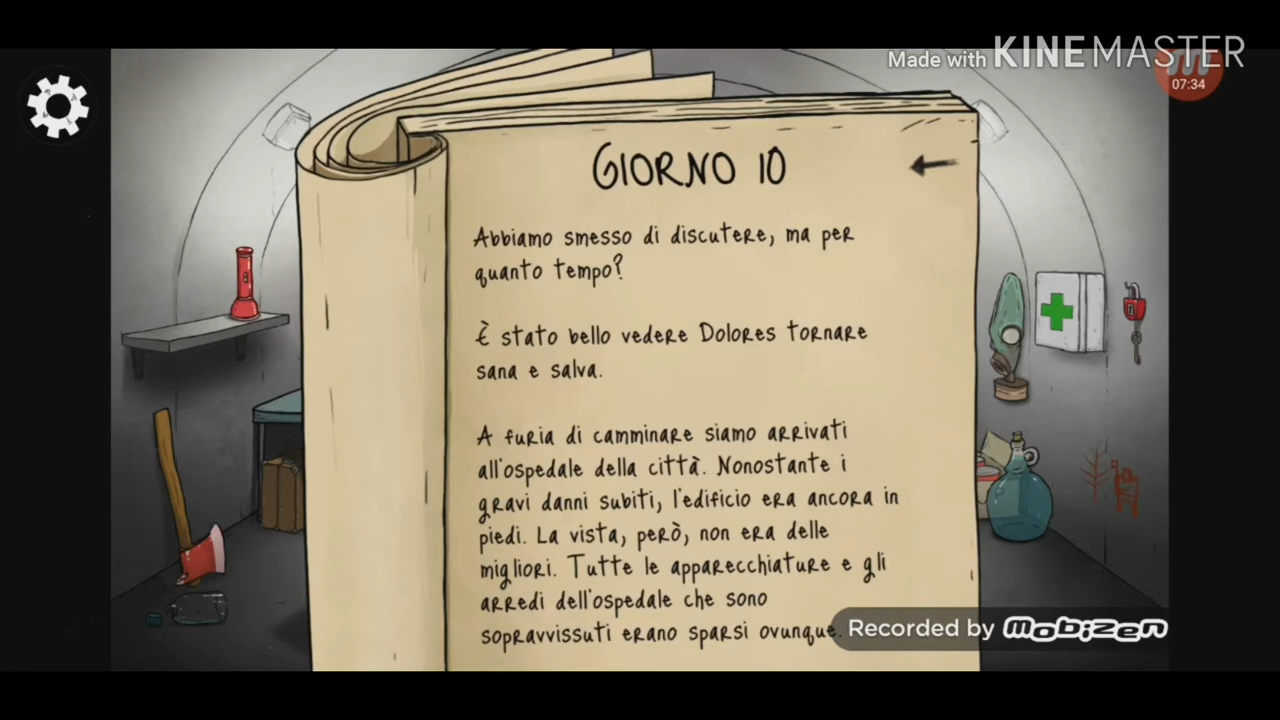 Made with KINEMASTER
07:34
GIORNO 10
Abbiamo smesso di discutere, ma per
quanto tempo?
È stato bello vedere Dolores tornare
sana e salva.
A furia di camminare siamo arrivati
all'ospedale della città. Nonostante i
gravi danni subiti, l'edificio era ancora in
piedi. La vista, però, non era delle
migliori. Tutte le apparecchiature e gli
arredi dell'ospedale che sono
sopravvissuti erano sparsi ovunque.
Recorded by mobizen